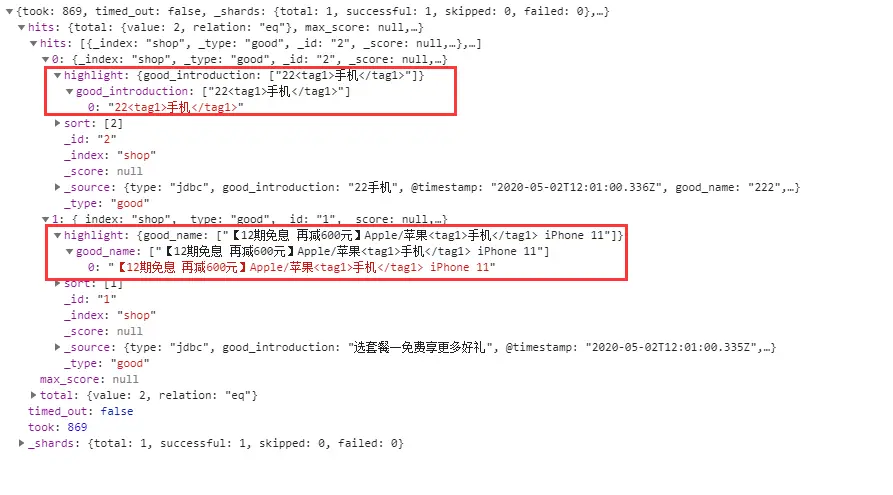 {took: 869, timed_out: false, _shards: {total: 1, successful: 1, skipped: 0, failed: 0},…}
hits: {total: {value: 2, relation: "eq"}, max_score: null,…}
hits: [{_index: "shop", _type: "good", _id: "2", _score: null,…},…]
0: {_index: "shop", _type: "good", _id: "2", _score: null,…}
highlight: {good_introduction: ["22<tag1>手机</tag1>"]}
good_introduction: ["22<tag1>手机</tag1>"]
0: "22<tag1>手机</tag1>"
sort: [2]
_id: "2"
_index: "shop"
_score: null
_source: {type: "jdbc", good_introduction: "22手机", @timestamp: "2020-05-02T12:01:00.336Z", good_name: "222",…}
_type: "good"
1: {_index: "shop", _type: "good", _id: "1", _score: null,…}
highlight: {good_name: ["【12期免息 再减600元】Apple/苹果<tag1>手机</tag1> iPhone 11"]}
good_name: ["【12期免息 再减600元】Apple/苹果<tag1>手机</tag1> iPhone 11"]
0: "【12期免息 再减600元】Apple/苹果<tag1>手机</tag1> iPhone 11"
sort: [1]
_id: "1"
_index: "shop"
_score: null
_source: {type: "jdbc", good_introduction: "选套餐一免费享更多好礼", @timestamp: "2020-05-02T12:01:00.335Z",…}
_type: "good"
max_score: null
total: {value: 2, relation: "eq"}
timed_out: false
took: 869
_shards: {total: 1, successful: 1, skipped: 0, failed: 0}